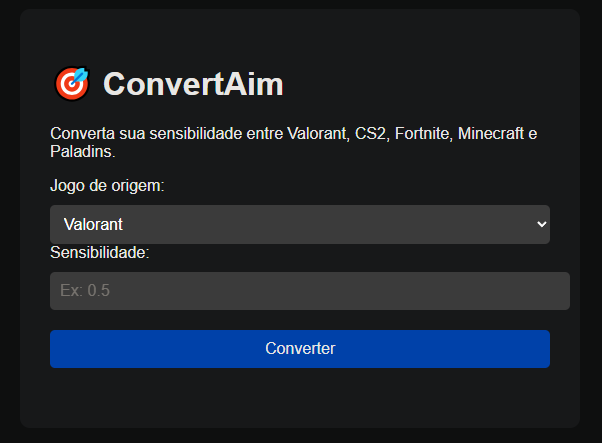 ConvertAim
Converta sua sensibilidade entre Valorant, CS2, Fortnite, Minecraft e
Paladins.
Jogo de origem:
Valorant
Sensibilidade:
Ex: 0.5
Converter